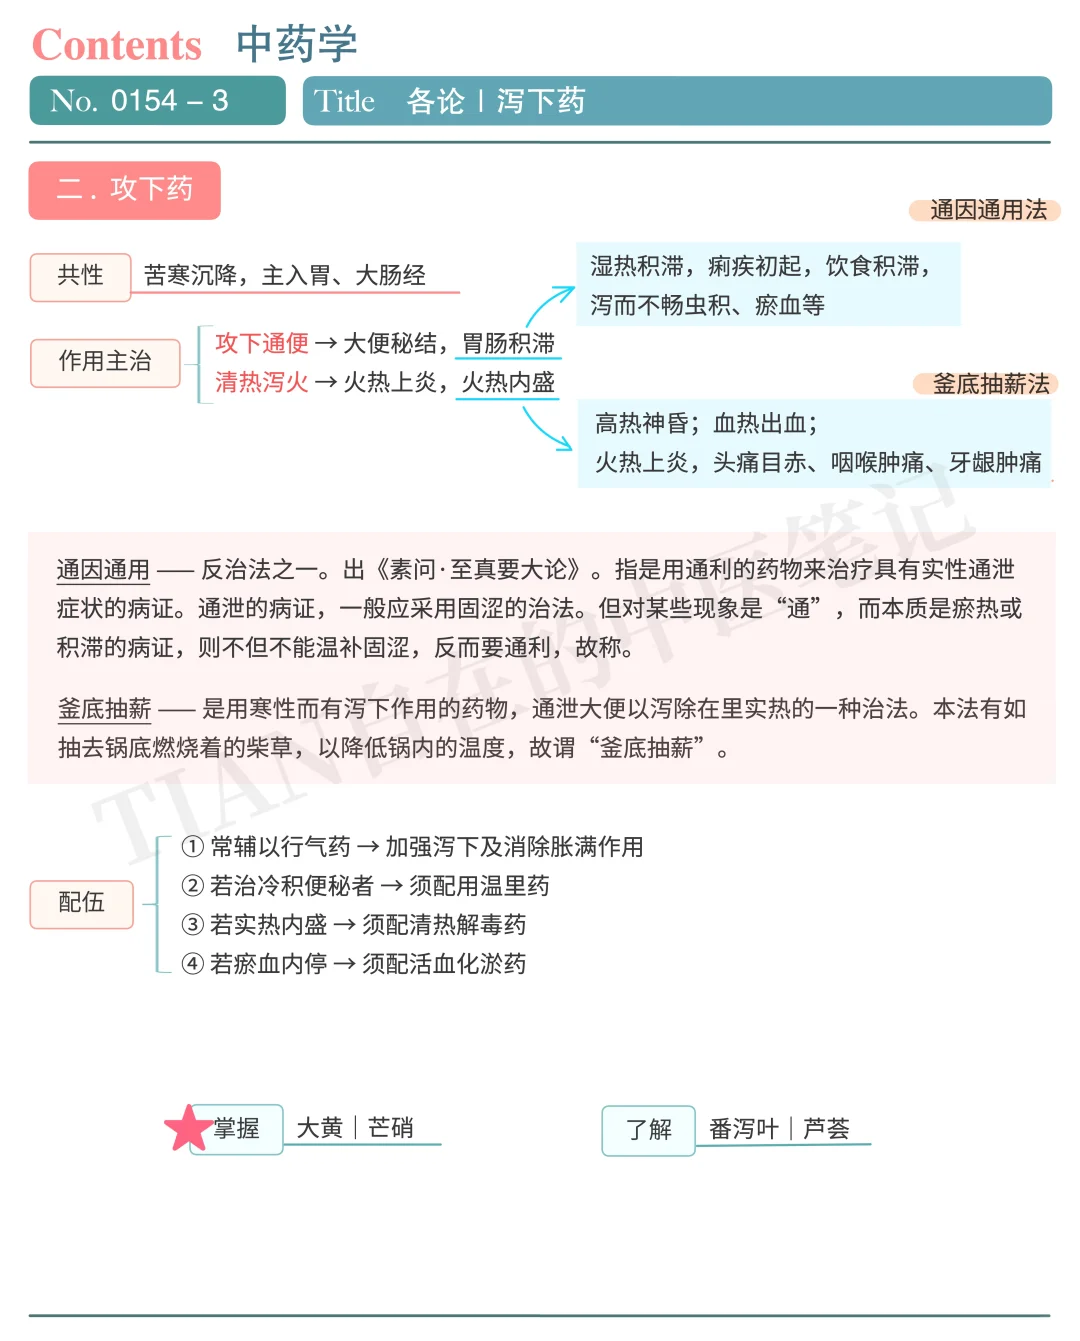 Contents 中药学
No. 0154 – 3
Title 各论 | 泻下药
二 . 攻下药
通因通用法
共性 苦寒沉降，主入胃、大肠经
湿热积滞，痢疾初起，饮食积滞，
泻而不畅虫积、瘀血等
作用主治
攻下通便 → 大便秘结，胃肠积滞
清热泻火 → 火热上炎，火热内盛
釜底抽薪法
高热神昏；血热出血；
火热上炎，头痛目赤、咽喉肿痛、牙龈肿痛
通因通用 —— 反治法之一。出《素问·至真要大论》。指是用通利的药物来治疗具有实性通泄
症状的病证。通泄的病证，一般应采用固涩的治法。但对某些现象是“通”，而本质是瘀热或
积滞的病证，则不但不能温补固涩，反而要通利，故称。
釜底抽薪 —— 是用寒性而有泻下作用的药物，通泄大便以泻除在里实热的一种治法。本法有如
抽去锅底燃烧着的柴草，以降低锅内的温度，故谓“釜底抽薪”。
TIAN自在的中医笔记
配伍
① 常辅以行气药 → 加强泻下及消除胀满作用
② 若治冷积便秘者 → 须配用温里药
③ 若实热内盛 → 须配清热解毒药
④ 若瘀血内停 → 须配活血化淤药
掌握 大黄｜芒硝
了解 番泻叶｜芦荟